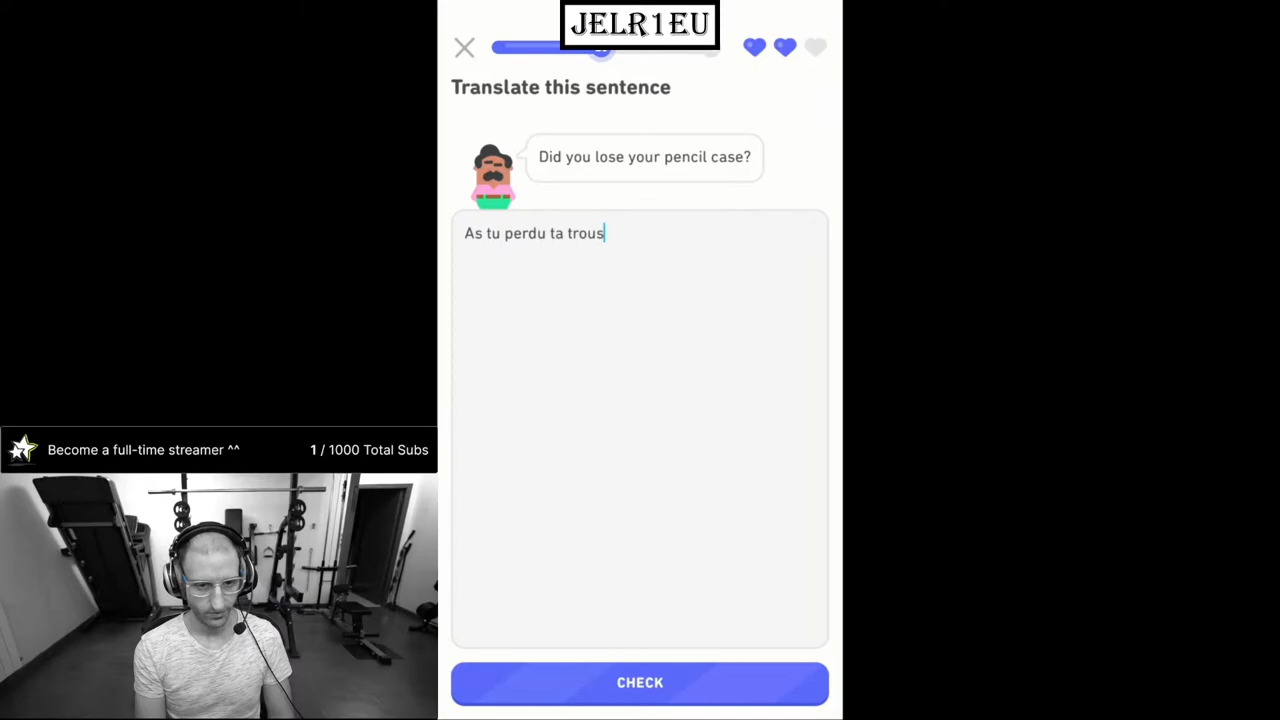 JELR1EU
Translate this sentence
Did you lose your pencil case?
As tu perdu ta trous
Become a full-time streamer ^^ 1 / 1000 Total Subs
CHECK